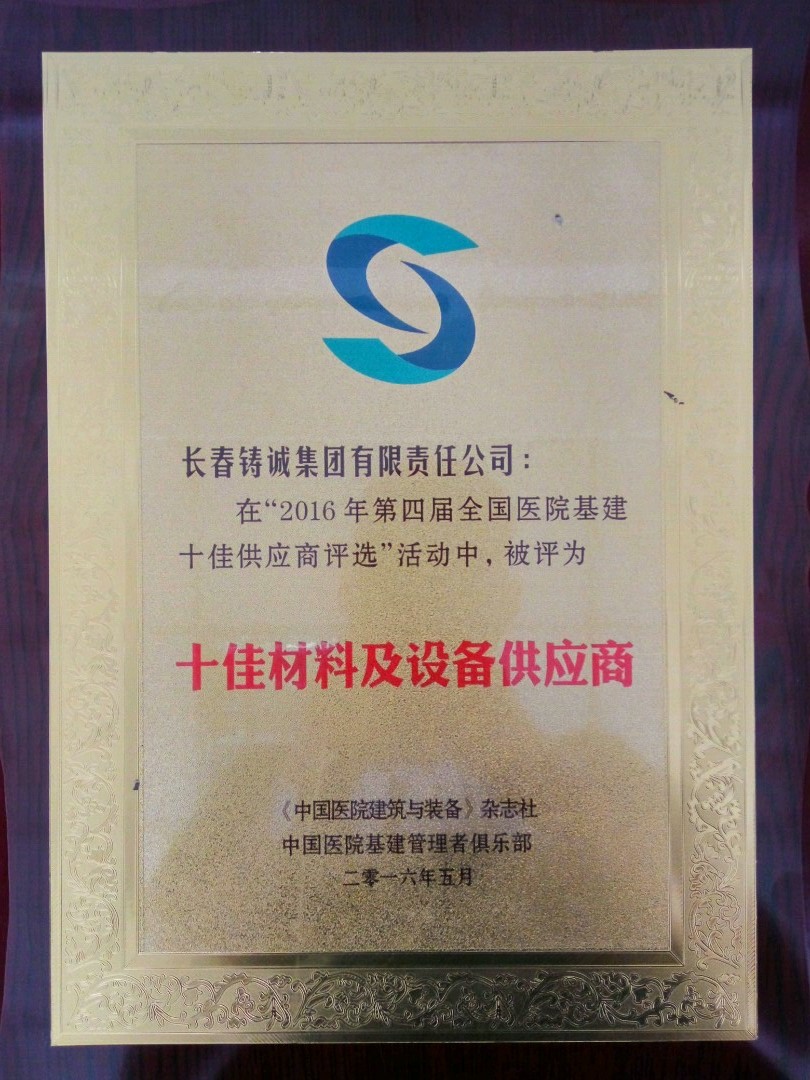 长春铸诚集团有限责任公司：
在“2016年第四届全国医院基建
十佳供应商评选”活动中，被评为
十佳材料及设备供应商
《中国医院建筑与装备》杂志社
中国医院基建管理者俱乐部
二零一六年五月